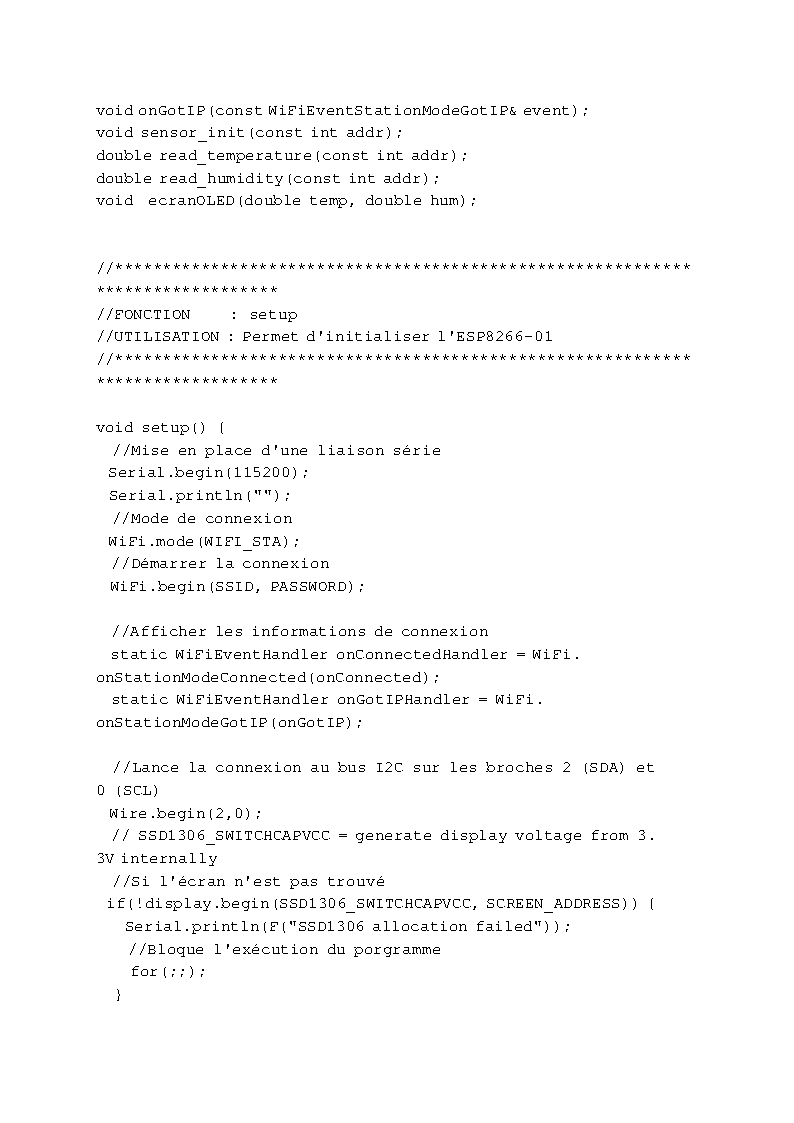 void onGotIP(const WiFiEventStationModeGotIP& event);
void sensor_init(const int addr);
double read_temperature(const int addr);
double read_humidity(const int addr);
void  ecranOLED(double temp, double hum);
//************************************************************
*******************
//FONCTION    : setup
//UTILISATION : Permet d'initialiser l'ESP8266-01
//************************************************************
*******************
void setup() {
  //Mise en place d'une liaison série
  Serial.begin(115200);
  Serial.println("");
  //Mode de connexion
  WiFi.mode(WIFI_STA);
  //Démarrer la connexion
  WiFi.begin(SSID, PASSWORD);
  //Afficher les informations de connexion
  static WiFiEventHandler onConnectedHandler = WiFi.
onStationModeConnected(onConnected);
  static WiFiEventHandler onGotIPHandler = WiFi.
onStationModeGotIP(onGotIP);
  //Lance la connexion au bus I2C sur les broches 2 (SDA) et
0 (SCL)
  Wire.begin(2,0);
  // SSD1306_SWITCHCAPVCC = generate display voltage from 3.
3V internally
  //Si l'écran n'est pas trouvé
  if(!display.begin(SSD1306_SWITCHCAPVCC, SCREEN_ADDRESS)) {
    Serial.println(F("SSD1306 allocation failed"));
    //Bloque l'exécution du porgramme
    for(;;);
  }